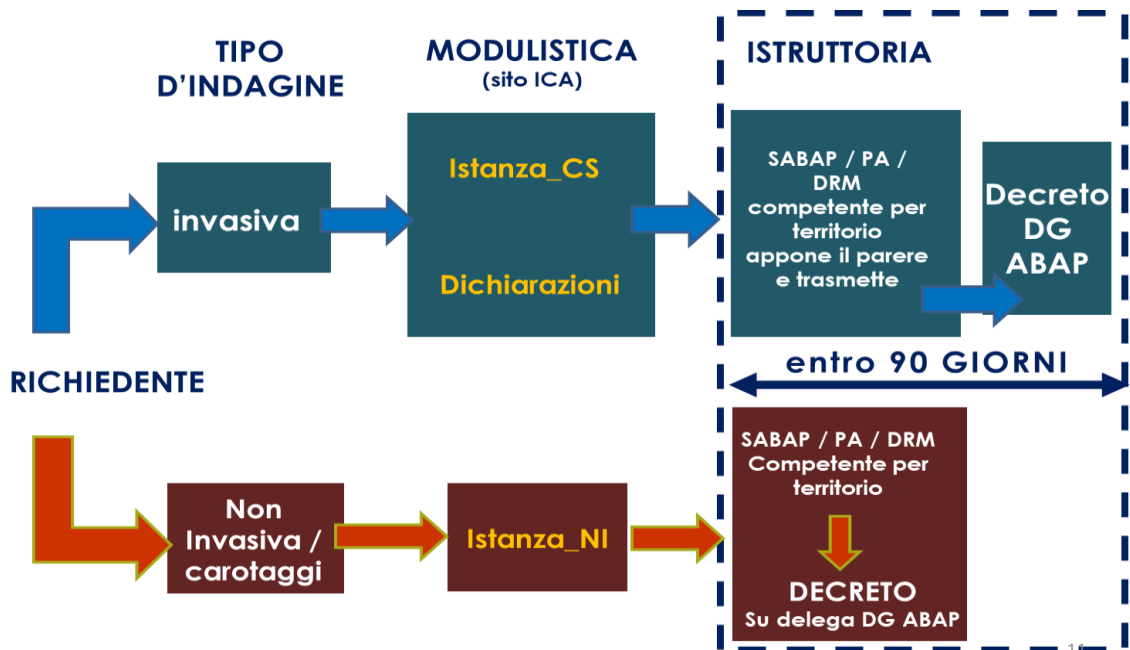 TIPO
D'INDAGINE
MODULISTICA
(sito ICA)
ISTRUTTORIA
invasiva
Istanza_CS
Dichiarazioni
SABAP / PA /
DRM
competente per
territorio
appone il parere
e trasmette
Decreto
DG
ABAP
entro 90 GIORNI
RICHIEDENTE
Non
Invasiva /
carotaggi
Istanza_NI
SABAP / PA / DRM
Competente per
territorio
DECRETO
Su delega DG ABAP
11